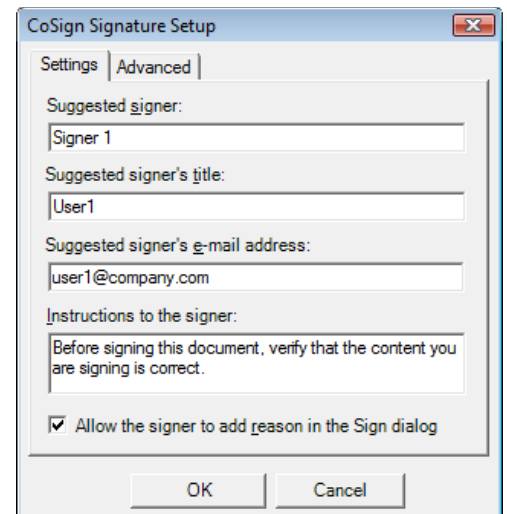 CoSign Signature Setup
Settings Advanced
Suggested signer:
Signer 1
Suggested signer's title:
User1
Suggested signer's e-mail address:
user1@company.com
Instructions to the signer:
Before signing this document, verify that the content you
are signing is correct.
Allow the signer to add reason in the Sign dialog
OK Cancel